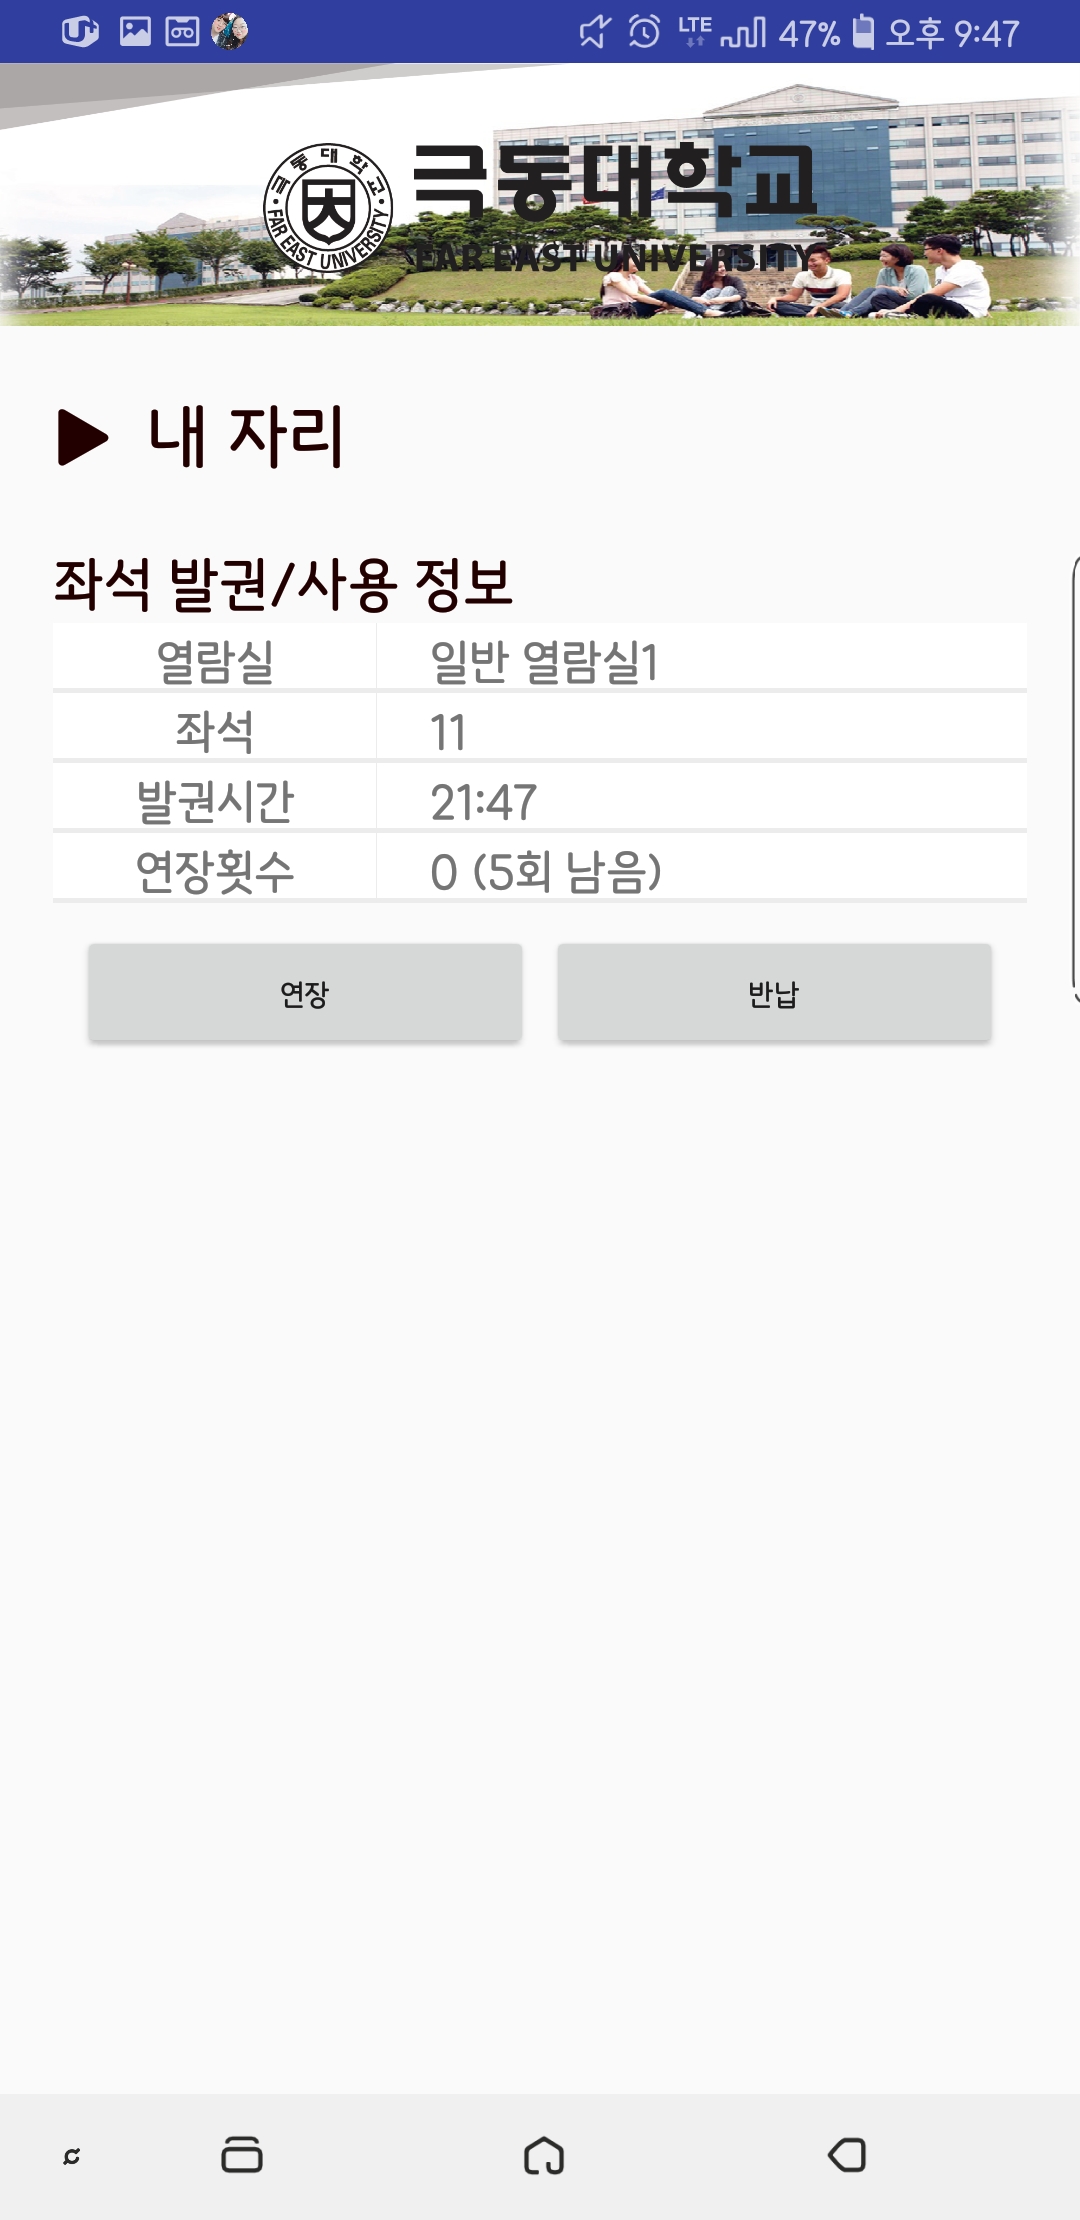 U+ LTE 47% 오후 9:47
극동대학교
FAR EAST UNIVERSITY
극동대학교
FAR EAST UNIVERSITY
▶ 내 자리
좌석 발권/사용 정보
열람실 일반 열람실1
좌석 11
발권시간 21:47
연장횟수 0 (5회 남음)
연장 반납